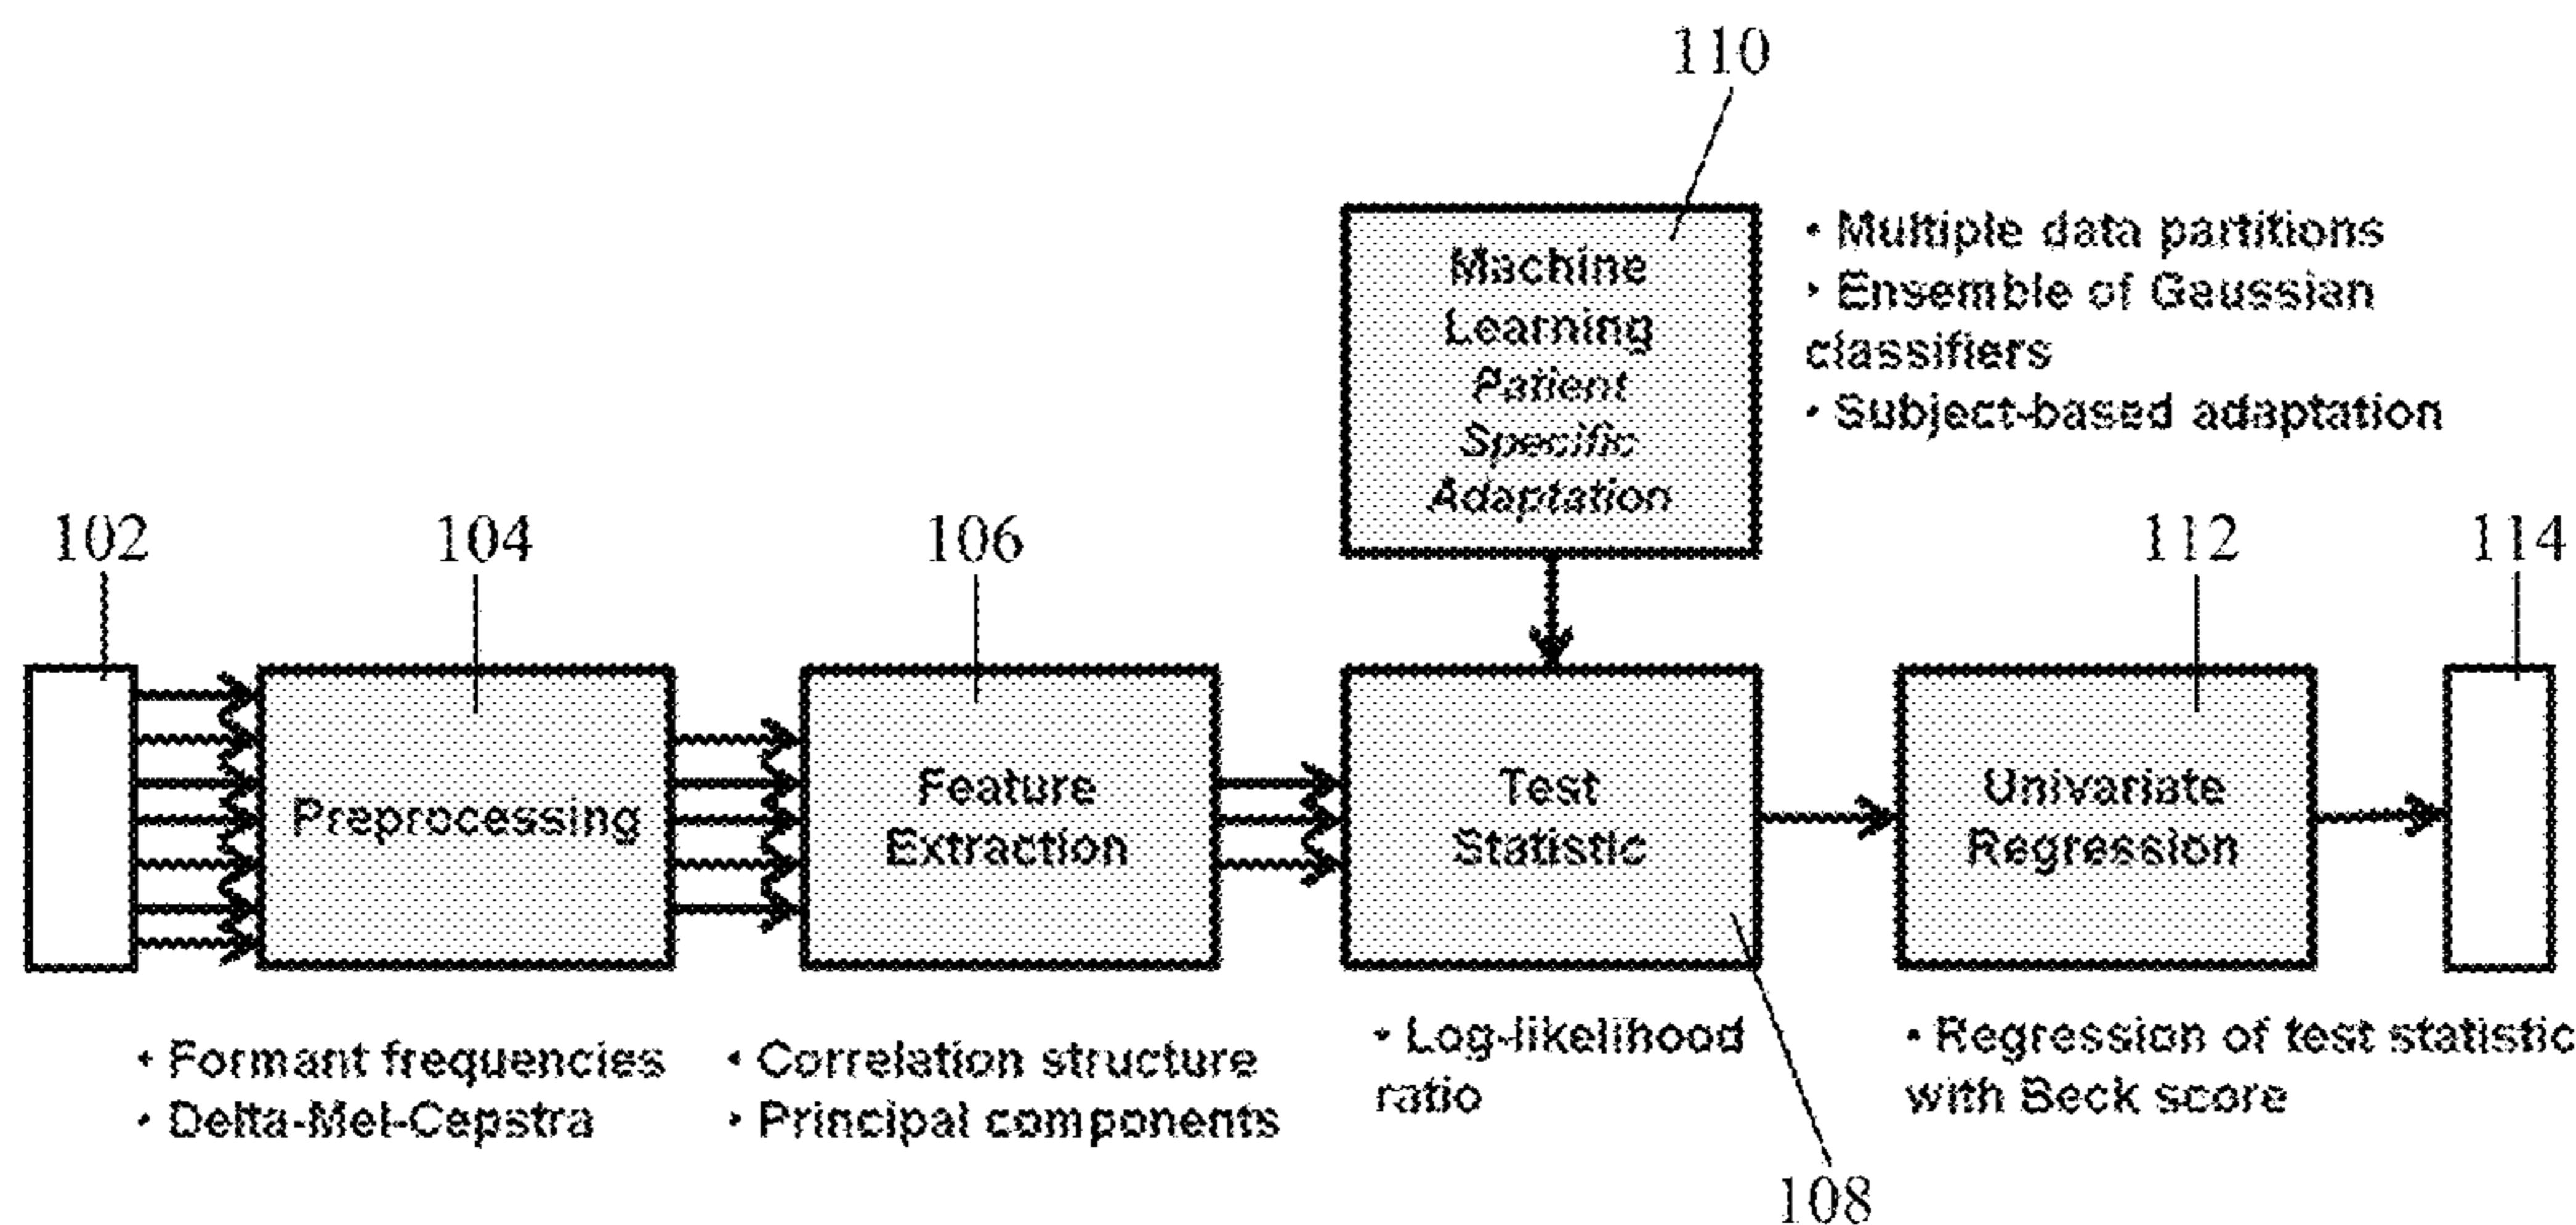 110
Machine
Learning
Patient
Specific
Adaptation
• Multiple data partitions
• Ensemble of Gaussian
classifiers
• Subject-based adaptation
102
104
106
112
114
Preprocessing
Feature
Extraction
Test
Statistic
Univariate
Regression
• Formant frequencies
• Delta-Mel-Cepstra
• Correlation structure
• Principal components
• Log-likelihood
ratio
• Regression of test statistic
with Beck score
108